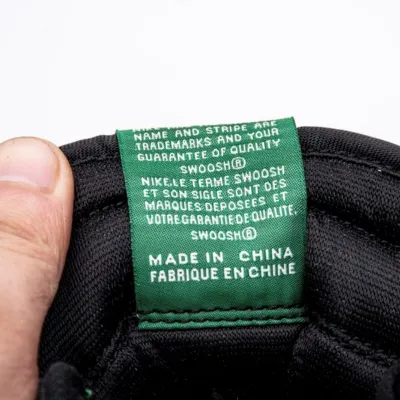 NAME AND STRIPE ARE
TRADEMARKS AND YOUR
GUARANTEE OF QUALITY
SWOOSH®
NIKE.LE TERME SWOOSH
ET SON SIGLE SONT DES
MARQUES DEPOSEES ET
VOTRE GARANTIE DE QUALITE.
SWOOSH®
MADE IN CHINA
FABRIQUE EN CHINE